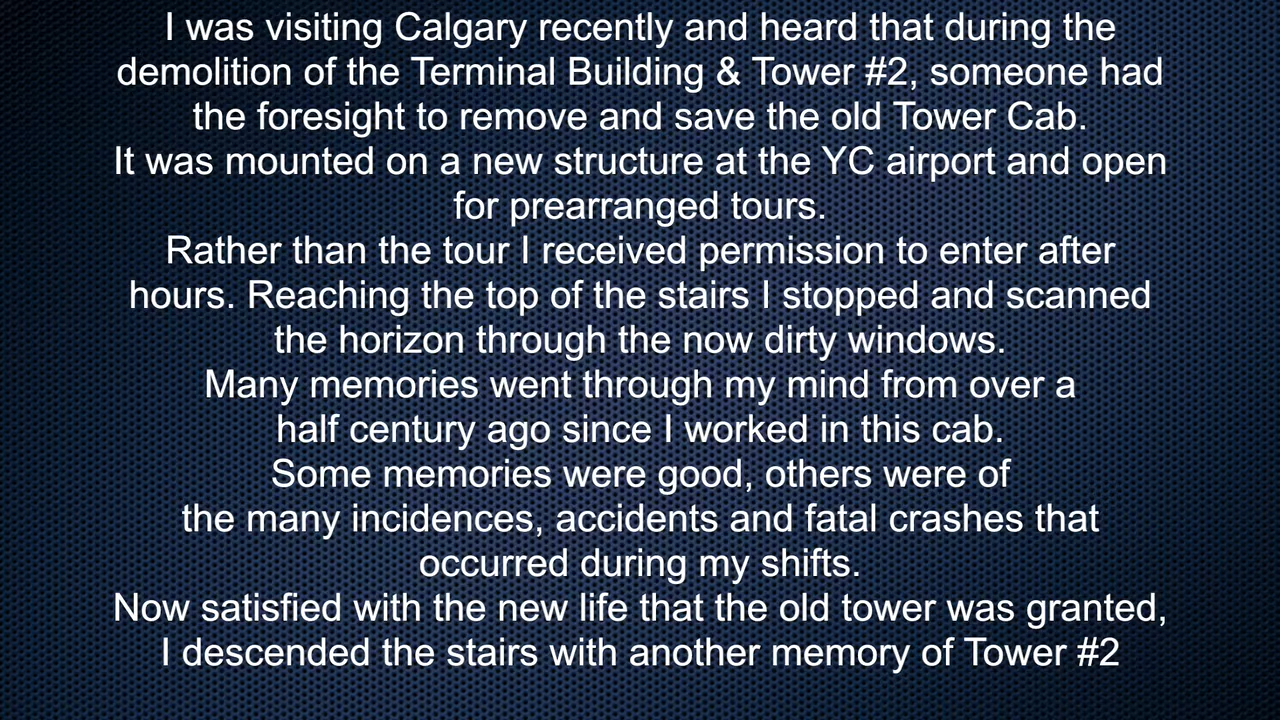 I was visiting Calgary recently and heard that during the
demolition of the Terminal Building & Tower #2, someone had
the foresight to remove and save the old Tower Cab.
It was mounted on a new structure at the YC airport and open
for prearranged tours.
Rather than the tour I received permission to enter after
hours. Reaching the top of the stairs I stopped and scanned
the horizon through the now dirty windows.
Many memories went through my mind from over a
half century ago since I worked in this cab.
Some memories were good, others were of
the many incidences, accidents and fatal crashes that
occurred during my shifts.
Now satisfied with the new life that the old tower was granted,
I descended the stairs with another memory of Tower #2